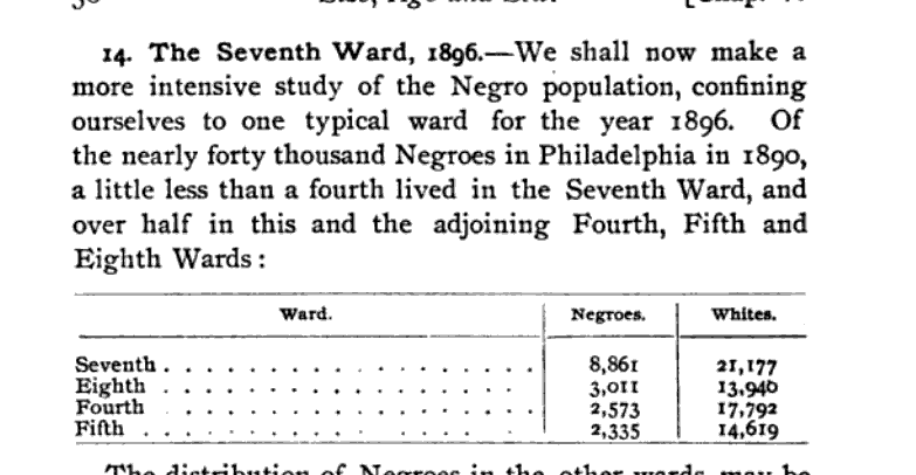 14. The Seventh Ward, 1896.—We shall now make a
more intensive study of the Negro population, confining
ourselves to one typical ward for the year 1896. Of
the nearly forty thousand Negroes in Philadelphia in 1890,
a little less than a fourth lived in the Seventh Ward, and
over half in this and the adjoining Fourth, Fifth and
Eighth Wards:
Ward. Negroes. Whites.
Seventh . . . . . . . . . . . . . . . . . . 8,861 21,177
Eighth . . . . . . . . . . . . . . . . . 3,011 13,940
Fourth . . . . . . . . . . . . . . . . . 2,573 17,792
Fifth . . . . . . . . . . . . . . . . 2,335 14,619
The distribution of Negroes in the other wards may be